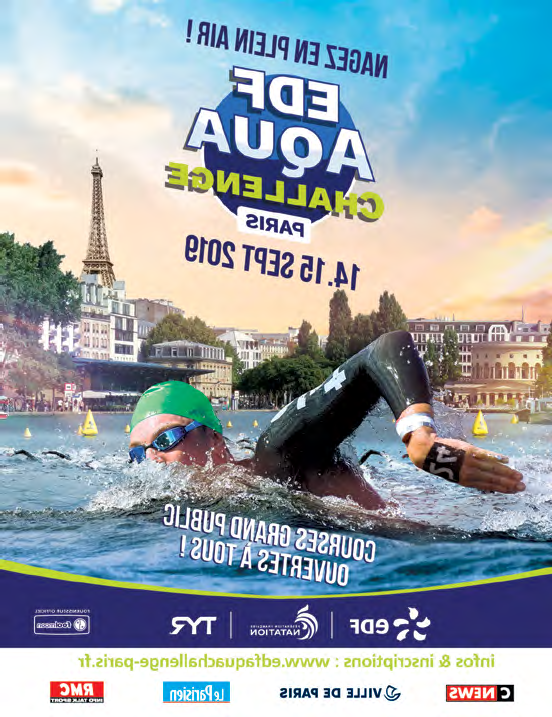 NAGEZ EN PLEIN AIR !
EDF
AQUA
CHALLENGE
PARIS
14.15 SEPT 2019
COURSES GRAND PUBLIC
OUVERTES À TOUS !
edf
FÉDÉRATION FRANÇAISE
NATATION
TYR
FOURNISSEUR OFFICIEL
infos & inscriptions : www.edfaquachallenge-paris.fr
CNEWS
VILLE DE PARIS
Le Parisien
RMC
INFO TALK SPORT